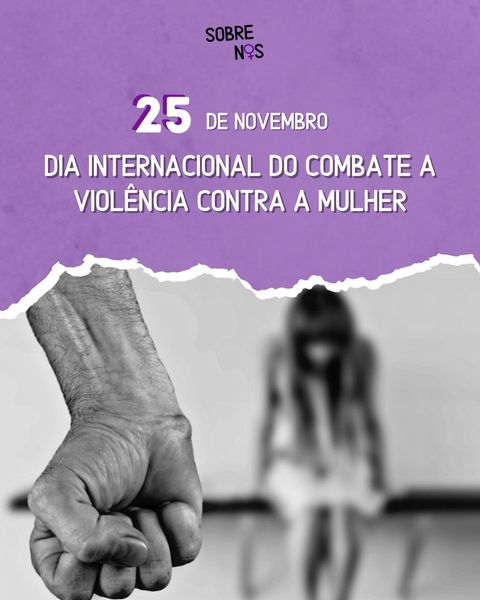 SOBRE
NÓS
25 DE NOVEMBRO
DIA INTERNACIONAL DO COMBATE A
VIOLÊNCIA CONTRA A MULHER